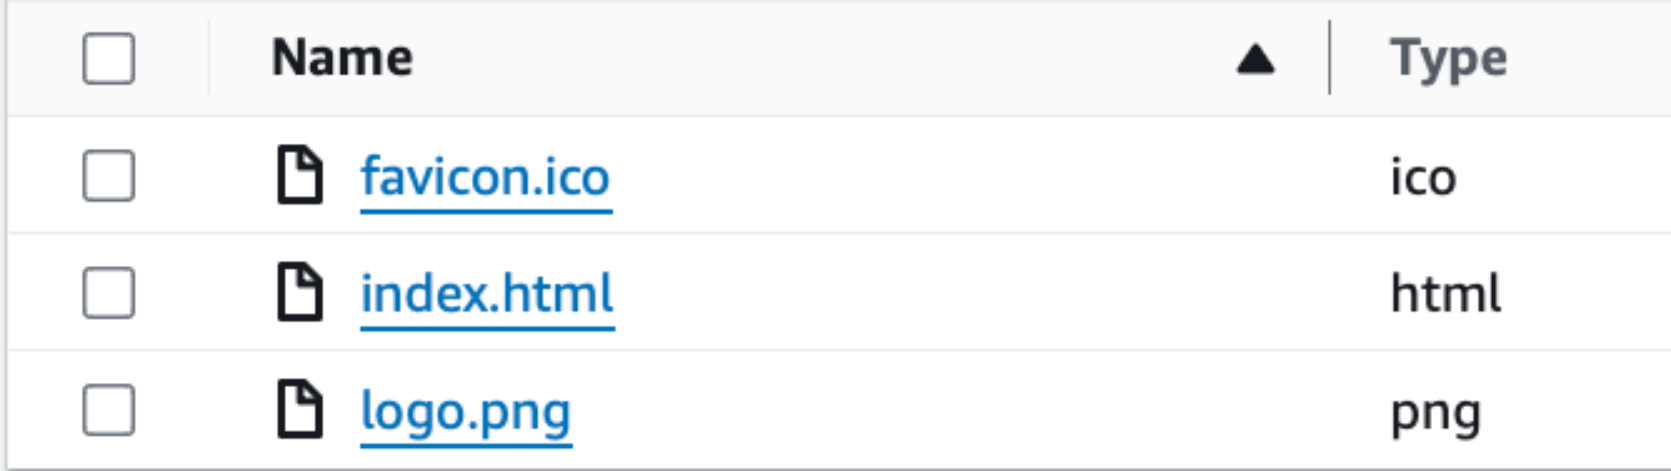 Name Type
favicon.ico ico
index.html html
logo.png png